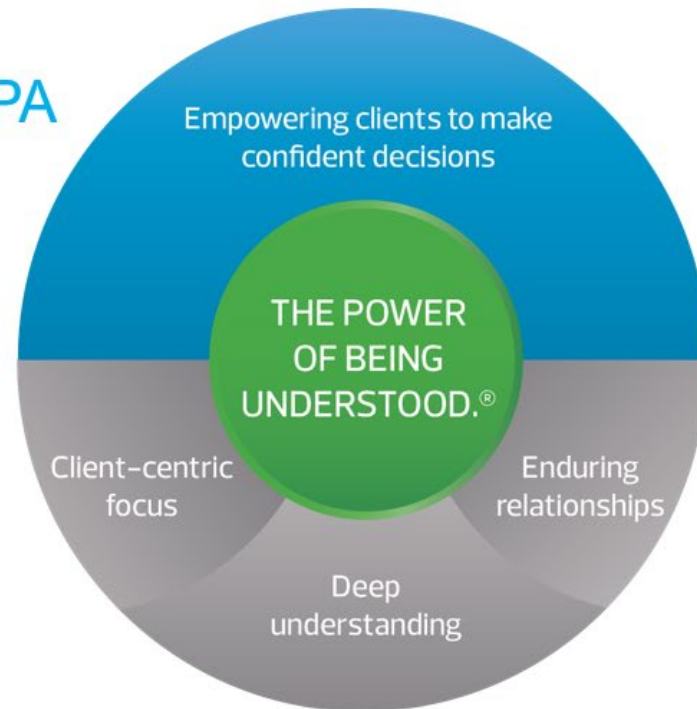 PA
Empowering clients to make
confident decisions
THE POWER
OF BEING
UNDERSTOOD.®
Client-centric
focus
Enduring
relationships
Deep
understanding